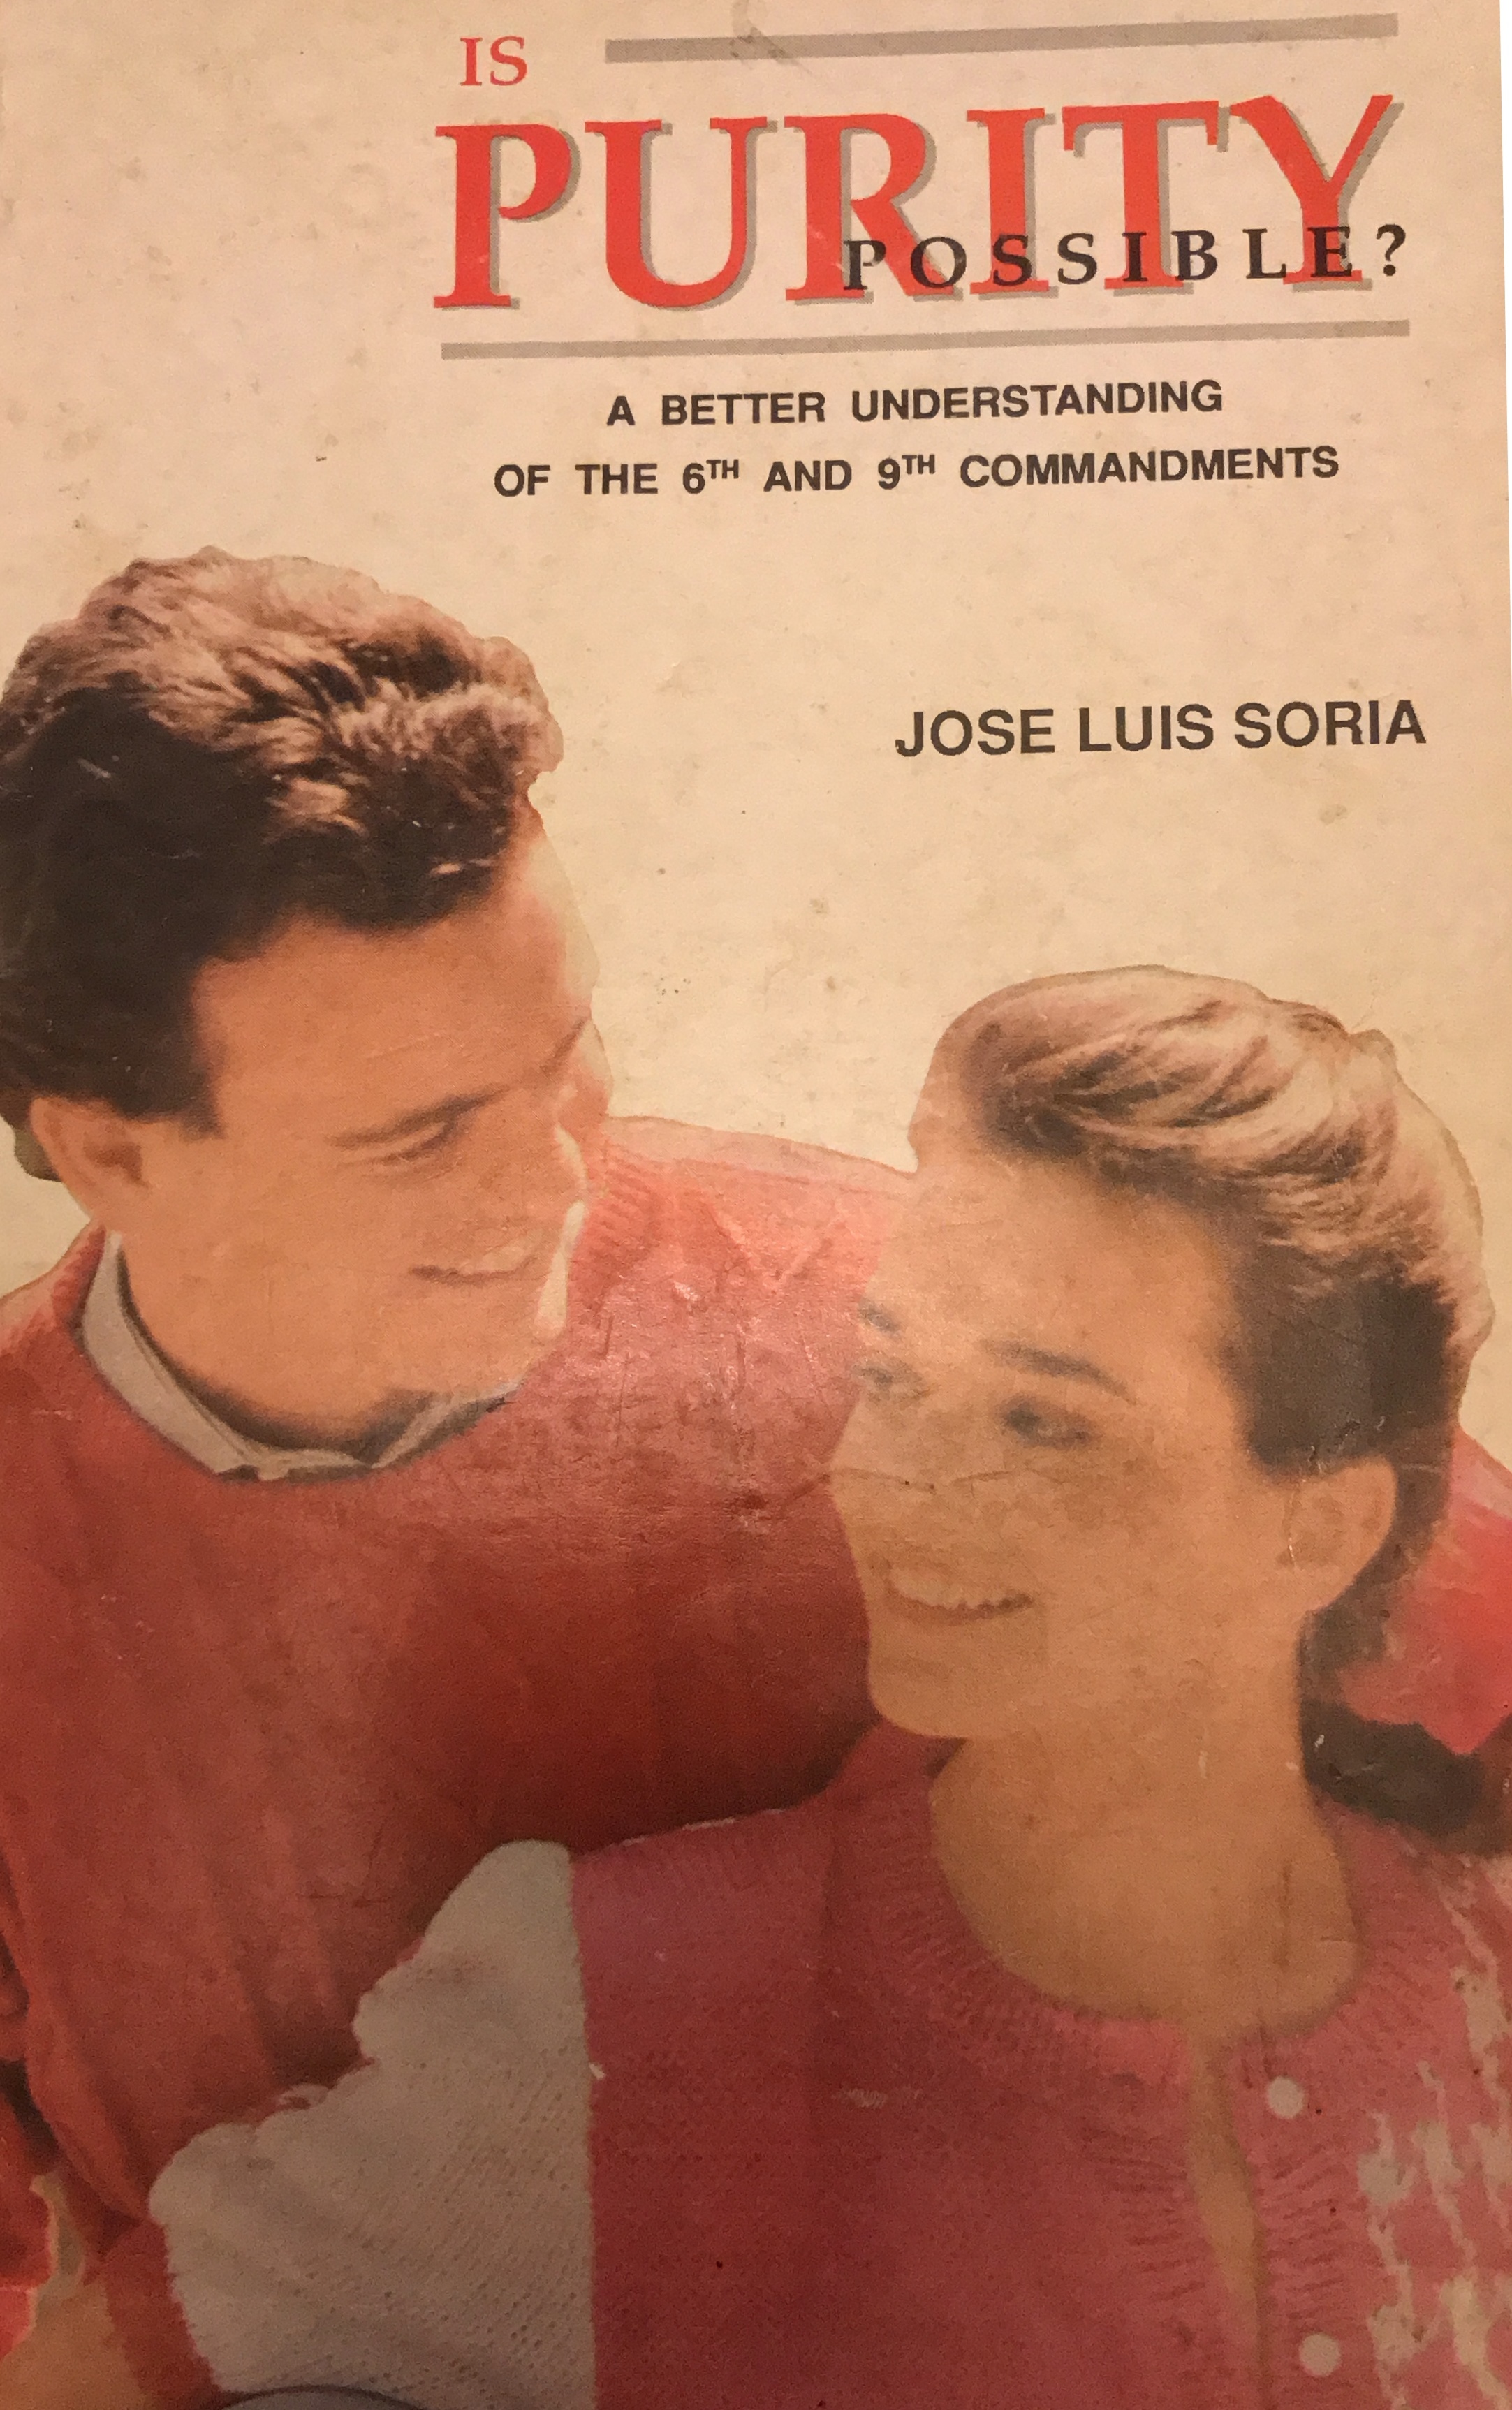 IS
PURITY
POSSIBLE?
A BETTER UNDERSTANDING
OF THE 6TH AND 9TH COMMANDMENTS
JOSE LUIS SORIA